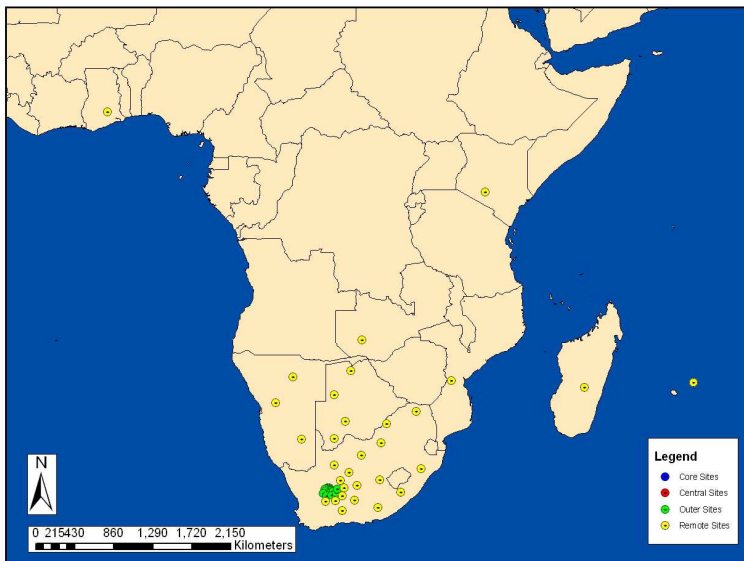 N
0 215430 860 1,290 1,720 2,150
Kilometers
Legend
Core Sites
Central Sites
Outer Sites
Remote Sites